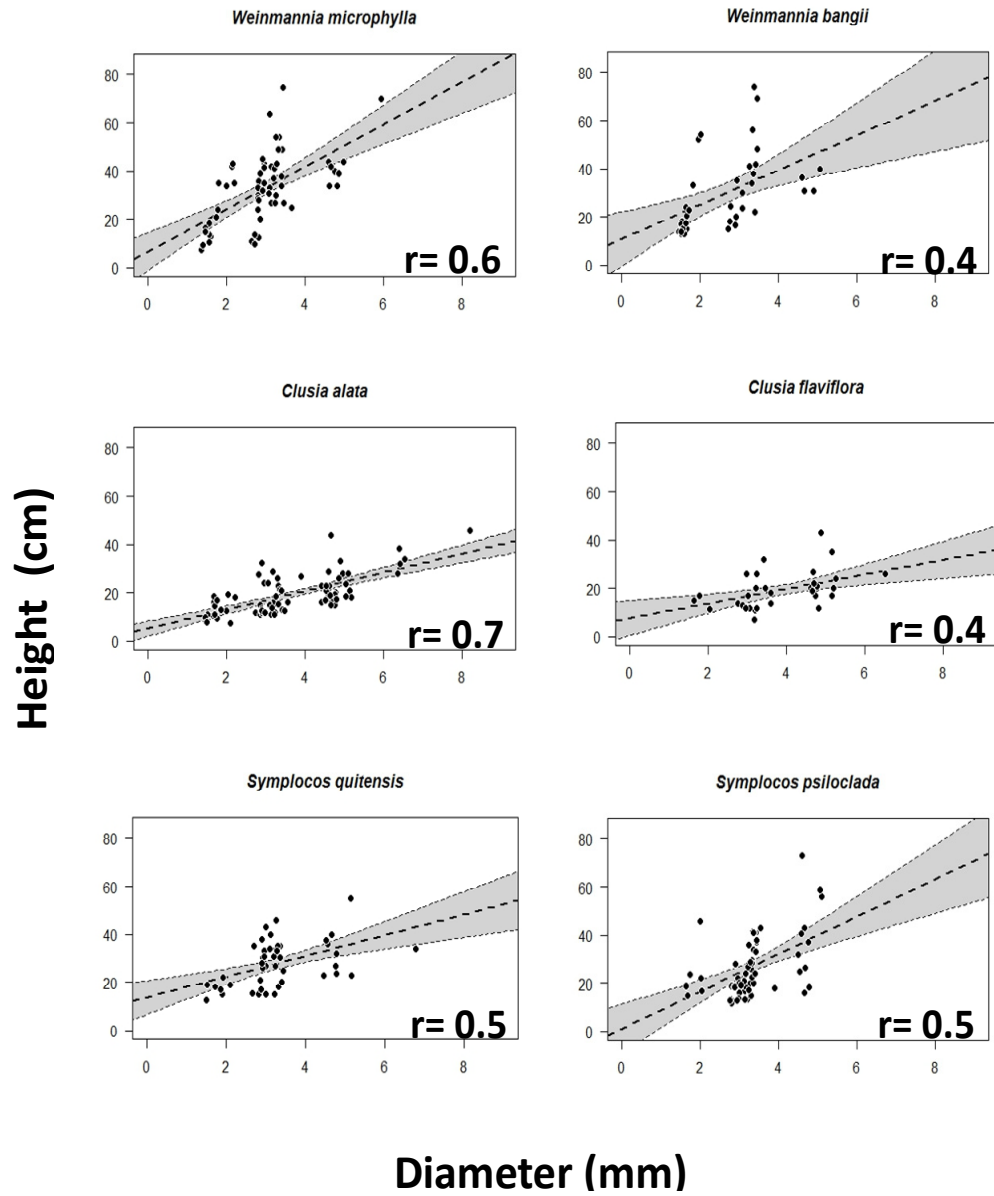 Weinmannia microphylla
Weinmannia bangii
80
60
40
20
0
r= 0.6
0 2 4 6 8
80
60
40
20
0
r= 0.4
0 2 4 6 8
Clusia alata
Clusia flaviflora
80
60
40
20
0
r= 0.7
0 2 4 6 8
80
60
40
20
0
r= 0.4
0 2 4 6 8
Height (cm)
Symplocos quitensis
Symplocos psiloclada
80
60
40
20
0
r= 0.5
0 2 4 6 8
80
60
40
20
0
r= 0.5
0 2 4 6 8
Diameter (mm)